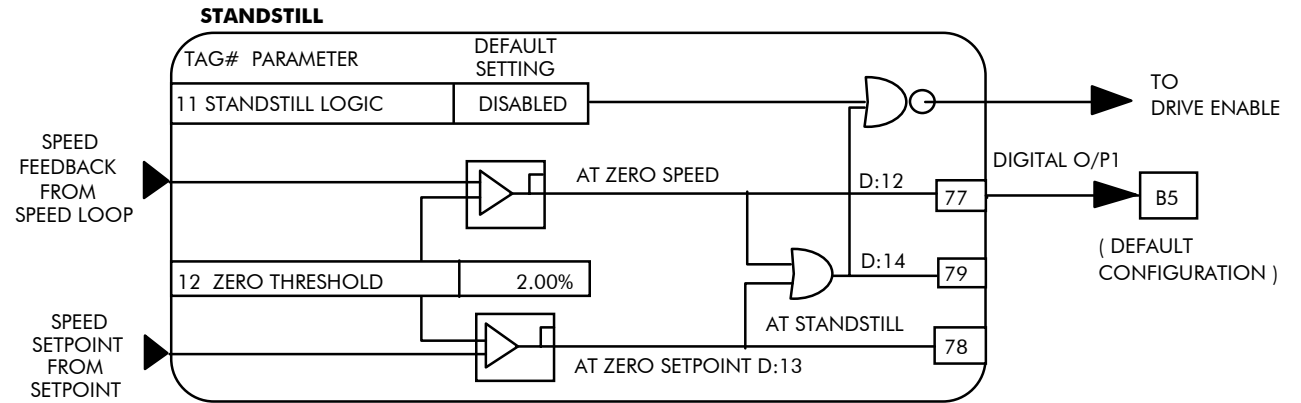 STANDSTILL
TAG# PARAMETER
DEFAULT
SETTING
11 STANDSTILL LOGIC
DISABLED
TO
DRIVE ENABLE
SPEED
FEEDBACK
FROM
SPEED LOOP
AT ZERO SPEED
D:12
77
DIGITAL O/P1
B5
( DEFAULT
CONFIGURATION )
12 ZERO THRESHOLD
2.00%
D:14
79
SPEED
SETPOINT
FROM
SETPOINT
AT STANDSTILL
78
AT ZERO SETPOINT D:13